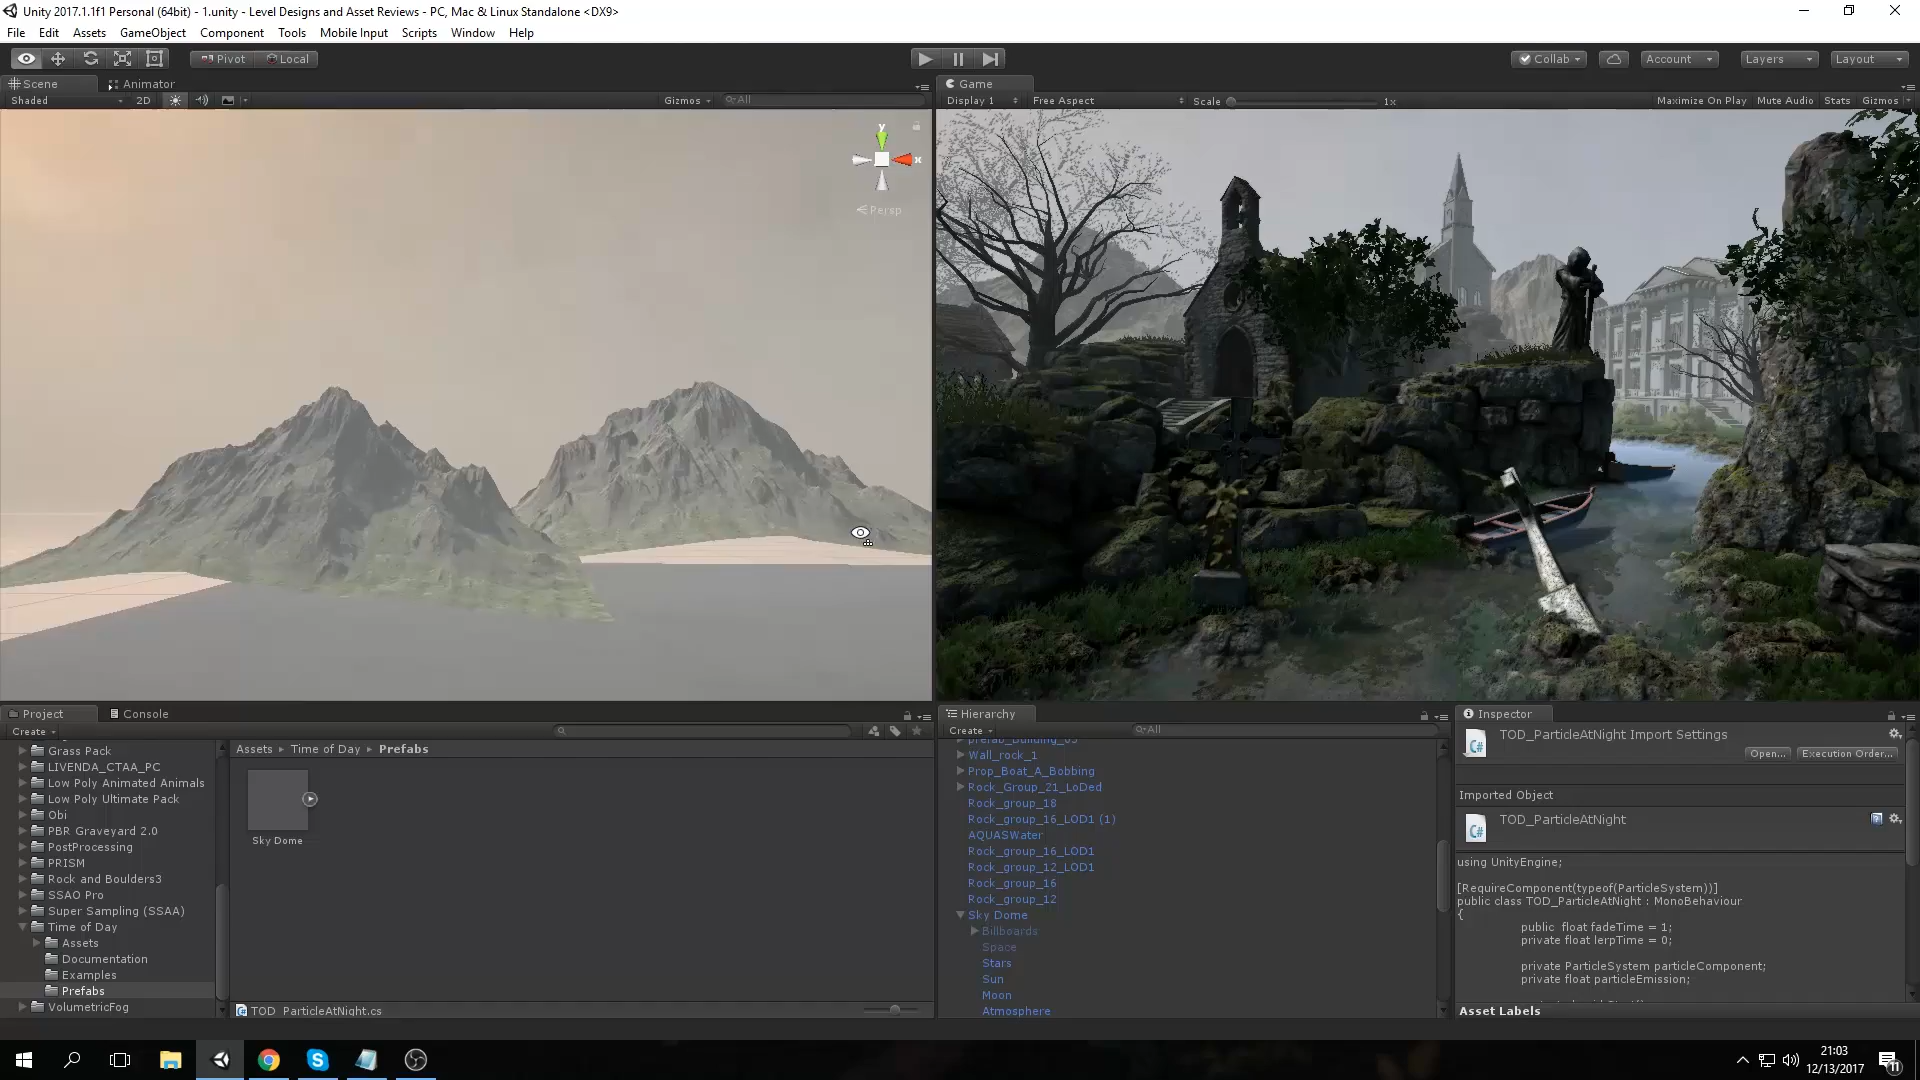 Unity 2017.1.1f1 Personal (64bit) - 1.unity - Level Designs and Asset Reviews - PC, Mac & Linux Standalone <DX9>
File Edit Assets GameObject Component Tools Mobile Input Scripts Window Help
Pivot Local Collab Account Layers Layout
Scene Animator Game
Shaded 2D Gizmos All Display 1 Free Aspect Scale 1x Maximize On Play Mute Audio Stats Gizmos
y
x
Persp
Project Console
Create
Grass Pack
LIVENDA_CTAA_PC
Low Poly Animated Animals
Low Poly Ultimate Pack
Obi
PBR Graveyard 2.0
PostProcessing
PRISM
Rock and Boulders3
SSAO Pro
Super Sampling (SSAA)
Time of Day
Assets
Documentation
Examples
Prefabs
VolumetricFog
Assets Time of Day Prefabs
Sky Dome
TOD_ParticleAtNight.cs
Hierarchy
Create All
Wall_rock_1
Prop_Boat_A_Bobbing
Rock_Group_21_LoDed
Rock_group_18
Rock_group_16_LOD1 (1)
AQUASWater
Rock_group_16_LOD1
Rock_group_12_LOD1
Rock_group_16
Rock_group_12
Sky Dome
Billboards
Space
Stars
Sun
Moon
Atmosphere
Inspector
TOD_ParticleAtNight Import Settings
Open... Execution Order...
Imported Object
TOD_ParticleAtNight
using UnityEngine;
[RequireComponent(typeof(ParticleSystem))]
public class TOD_ParticleAtNight : MonoBehaviour
{
public float fadeTime = 1;
private float lerpTime = 0;
private ParticleSystem particleComponent;
private float particleEmission;
Asset Labels
21:03
12/13/2017
11